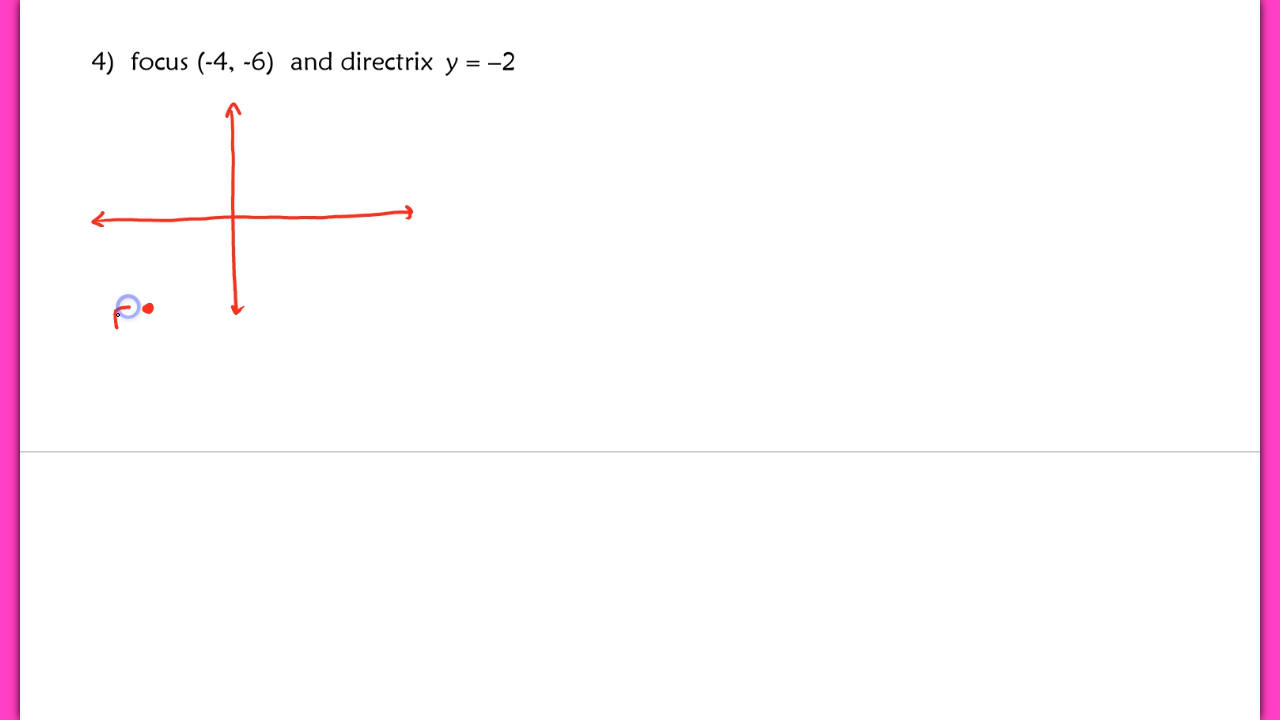 4) focus (-4, -6) and directrix y = –2
F